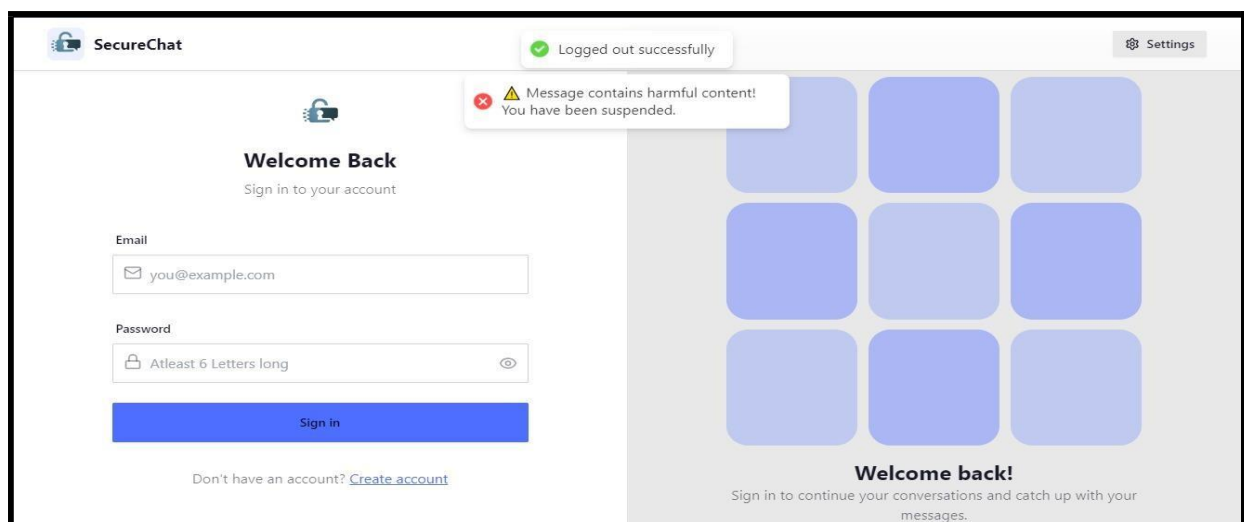 SecureChat
Logged out successfully
Settings
⚠ Message contains harmful content!
You have been suspended.
Welcome Back
Sign in to your account
Email
you@example.com
Password
Atleast 6 Letters long
Sign in
Don't have an account? Create account
Welcome back!
Sign in to continue your conversations and catch up with your
messages.